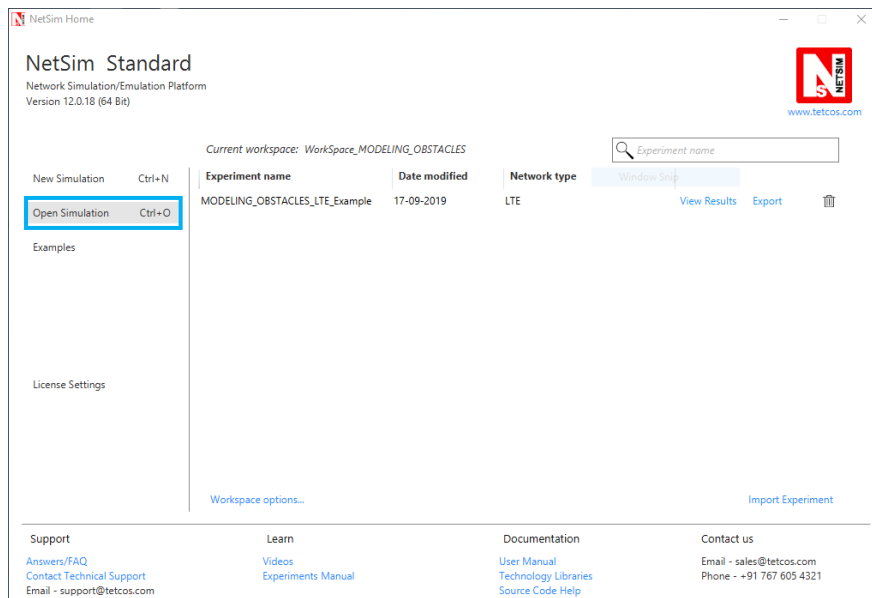 NetSim Home
NetSim Standard
Network Simulation/Emulation Platform
Version 12.0.18 (64 Bit)
NETSIM
NS
www.tetcos.com
Current workspace: WorkSpace_MODELING_OBSTACLES
Experiment name
New Simulation Ctrl+N
Experiment name Date modified Network type Window Snip
Open Simulation Ctrl+O
MODELING_OBSTACLES_LTE_Example 17-09-2019 LTE View Results Export
Examples
License Settings
Workspace options... Import Experiment
Support Learn Documentation Contact us
Answers/FAQ Videos User Manual Email - sales@tetcos.com
Contact Technical Support Experiments Manual Technology Libraries Phone - +91 767 605 4321
Email - support@tetcos.com Source Code Help